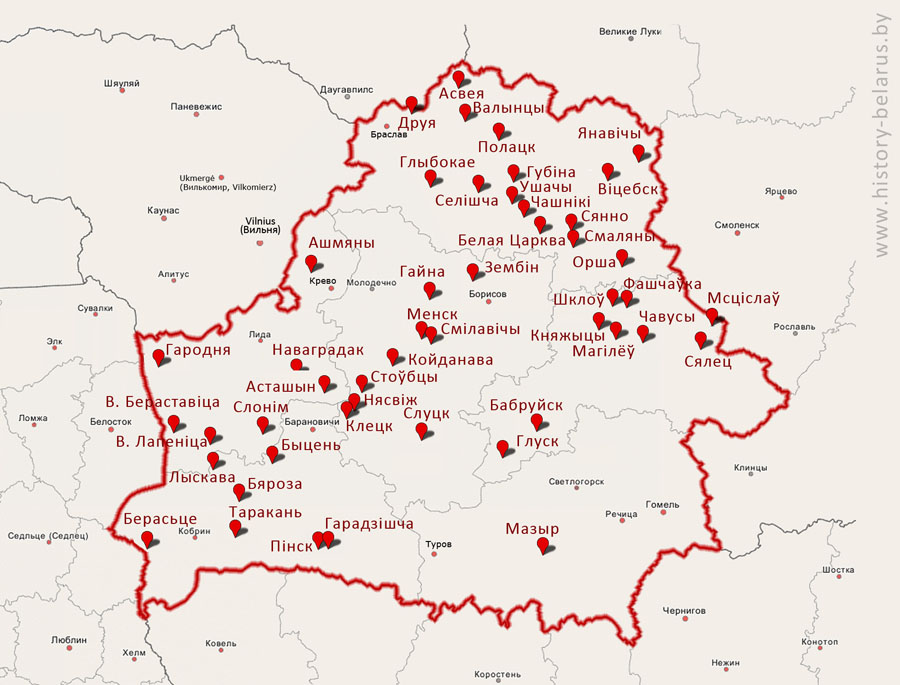 www.history-belarus.by
Великие Луки
Шяуляй
Даугавпилс
Асвея
Паневежис
Друя
Валынцы
Браслав
Полацк
Янавічы
Глыбокае
Губіна
Ukmergė
(Вилькомир, Vilkomierz)
Ушачы
Віцебск
Селішча
Чашнікі
Ярцево
Каунас
Vilnius
(Вильня)
Сянно
Смоленск
Белая Царква
Смаляны
Ашмяны
Орша
Гайна
Зембін
Алитус
Крево
Молодечно
Фашчаўка
Борисов
Шклоў
Мсціслаў
Сувалки
Менск
Чавусы
Смілавічы
Рославль
Лида
Княжыцы
Элк
Гародня
Наваградак
Магілёў
Койданава
Сялец
Стоўбцы
Асташын
В. Бераставіца
Нясвіж
Слонім
Слуцк
Бабруйск
Ломжа
Белосток
Барановичи
Клецк
В. Лапеніца
Быцень
Глуск
Клинцы
Лыскава
Бяроза
Светлогорск
Гомель
Таракань
Речица
Берасьце
Гарадзішча
Кобрин
Мазыр
Седльце (Седлец)
Пінск
Туров
Шостка
Чернигов
Люблин
Ковель
Конотоп
Хелм
Нежин
Коростень